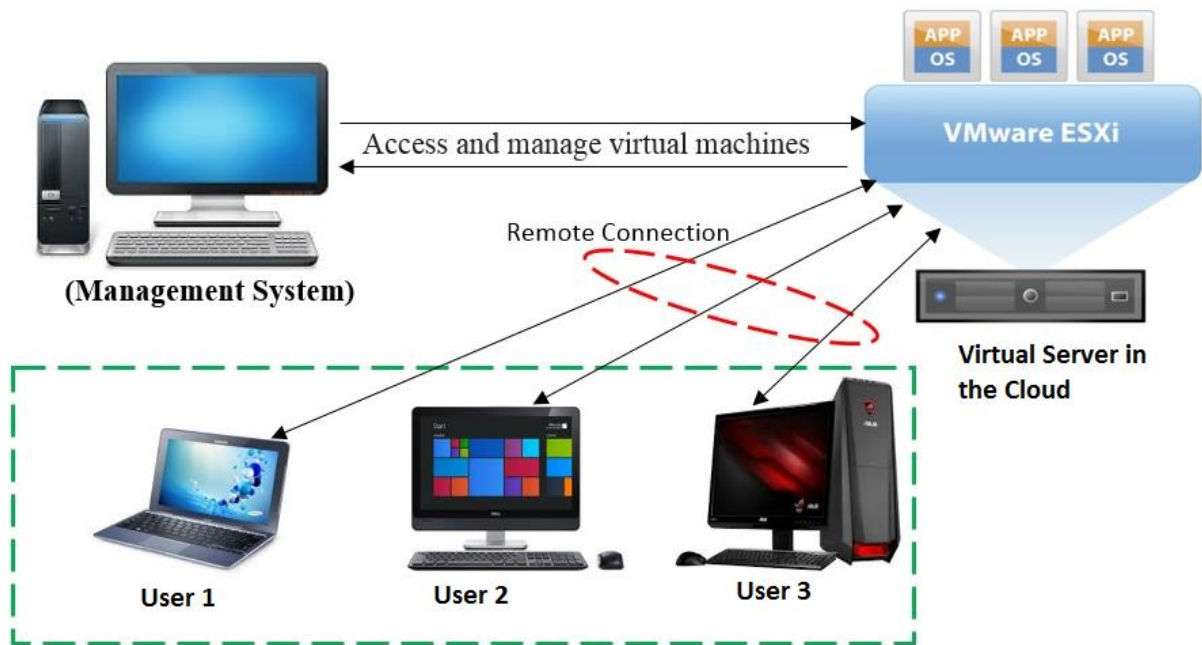 APP
OS
APP
OS
APP
OS
VMware ESXi
Access and manage virtual machines
Remote Connection
(Management System)
Virtual Server in
the Cloud
Start
User 1
User 2
User 3